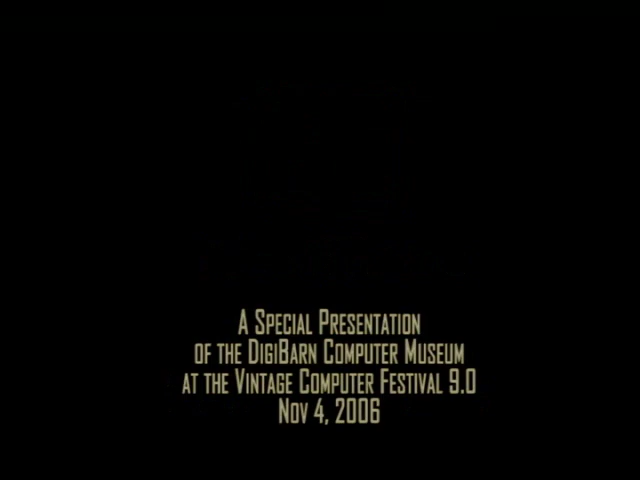 A Special Presentation
of the DigiBarn Computer Museum
at the Vintage Computer Festival 9.0
Nov 4, 2006